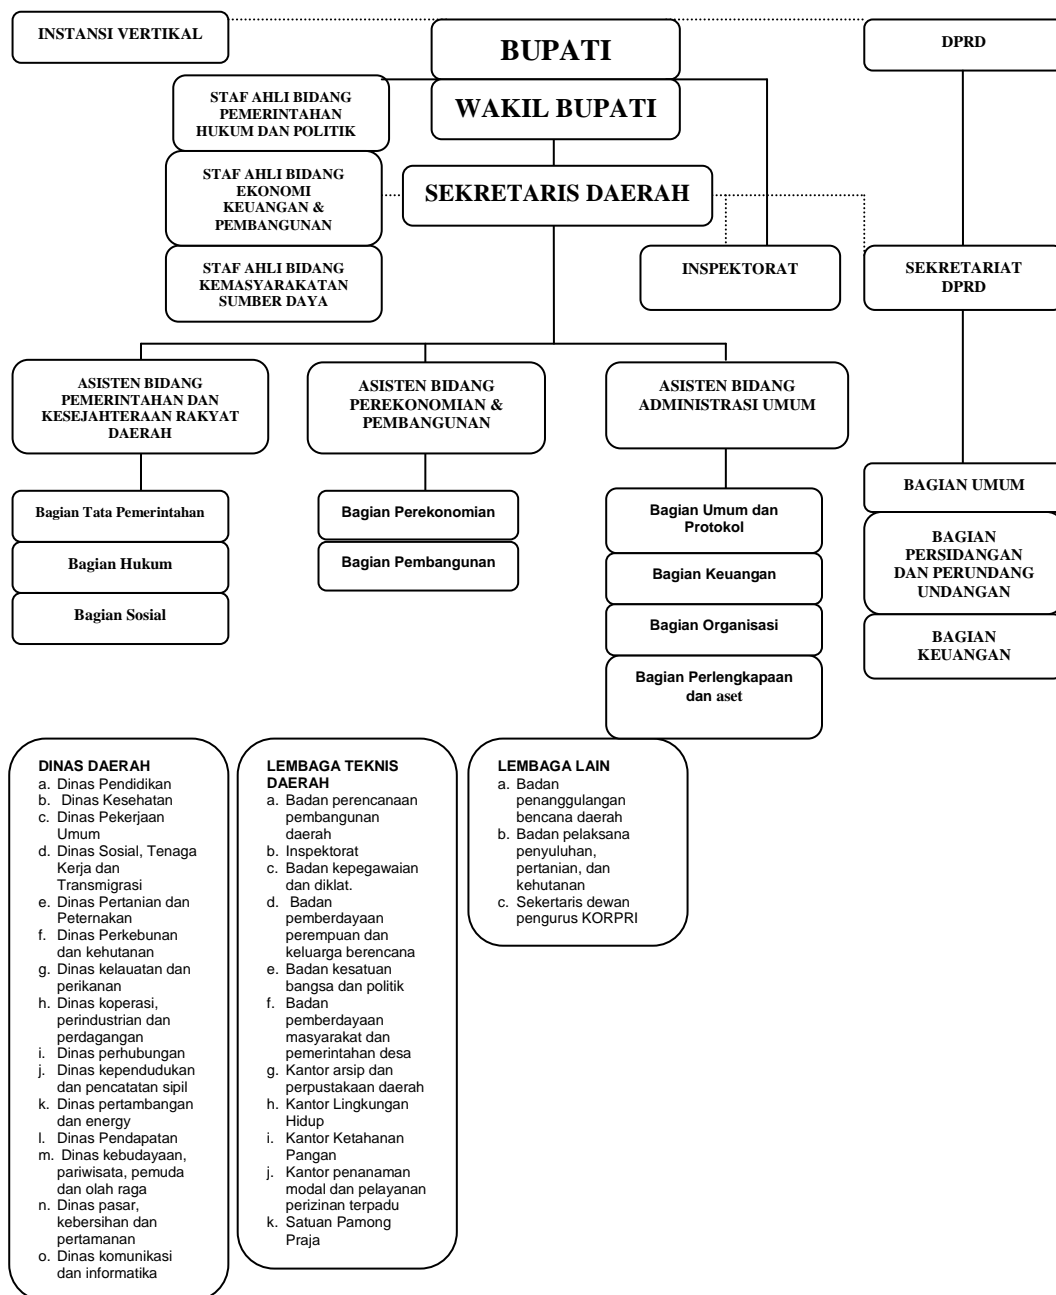 INSTANSI VERTIKAL
BUPATI
DPRD
STAF AHLI BIDANG
PEMERINTAHAN
HUKUM DAN POLITIK
WAKIL BUPATI
STAF AHLI BIDANG
EKONOMI
KEUANGAN &
PEMBANGUNAN
SEKRETARIS DAERAH
STAF AHLI BIDANG
KEMASYARAKATAN
SUMBER DAYA
INSPEKTORAT
SEKRETARIAT
DPRD
ASISTEN BIDANG
PEMERINTAHAN DAN
KESEJAHTERAAN RAKYAT
DAERAH
ASISTEN BIDANG
PEREKONOMIAN &
PEMBANGUNAN
ASISTEN BIDANG
ADMINISTRASI UMUM
Bagian Tata Pemerintahan
Bagian Hukum
Bagian Sosial
Bagian Perekonomian
Bagian Pembangunan
Bagian Umum dan
Protokol
Bagian Keuangan
Bagian Organisasi
Bagian Perlengkapaan
dan aset
BAGIAN UMUM
BAGIAN
PERSIDANGAN
DAN PERUNDANG
UNDANGAN
BAGIAN
KEUANGAN
DINAS DAERAH
a. Dinas Pendidikan
b. Dinas Kesehatan
c. Dinas Pekerjaan
Umum
d. Dinas Sosial, Tenaga
Kerja dan
Transmigrasi
e. Dinas Pertanian dan
Peternakan
f. Dinas Perkebunan
dan kehutanan
g. Dinas kelauatan dan
perikanan
h. Dinas koperasi,
perindustrian dan
perdagangan
i. Dinas perhubungan
j. Dinas kependudukan
dan pencatatan sipil
k. Dinas pertambangan
dan energy
l. Dinas Pendapatan
m. Dinas kebudayaan,
pariwisata, pemuda
dan olah raga
n. Dinas pasar,
kebersihan dan
pertamanan
o. Dinas komunikasi
dan informatika
LEMBAGA TEKNIS
DAERAH
a. Badan perencanaan
pembangunan
daerah
b. Inspektorat
c. Badan kepegawaian
dan diklat.
d. Badan
pemberdayaan
perempuan dan
keluarga berencana
e. Badan kesatuan
bangsa dan politik
f. Badan
pemberdayaan
masyarakat dan
pemerintahan desa
g. Kantor arsip dan
perpustakaan daerah
h. Kantor Lingkungan
Hidup
i. Kantor Ketahanan
Pangan
j. Kantor penanaman
modal dan pelayanan
perizinan terpadu
k. Satuan Pamong
Praja
LEMBAGA LAIN
a. Badan
penanggulangan
bencana daerah
b. Badan pelaksana
penyuluhan,
pertanian, dan
kehutanan
c. Sekertaris dewan
pengurus KORPRI